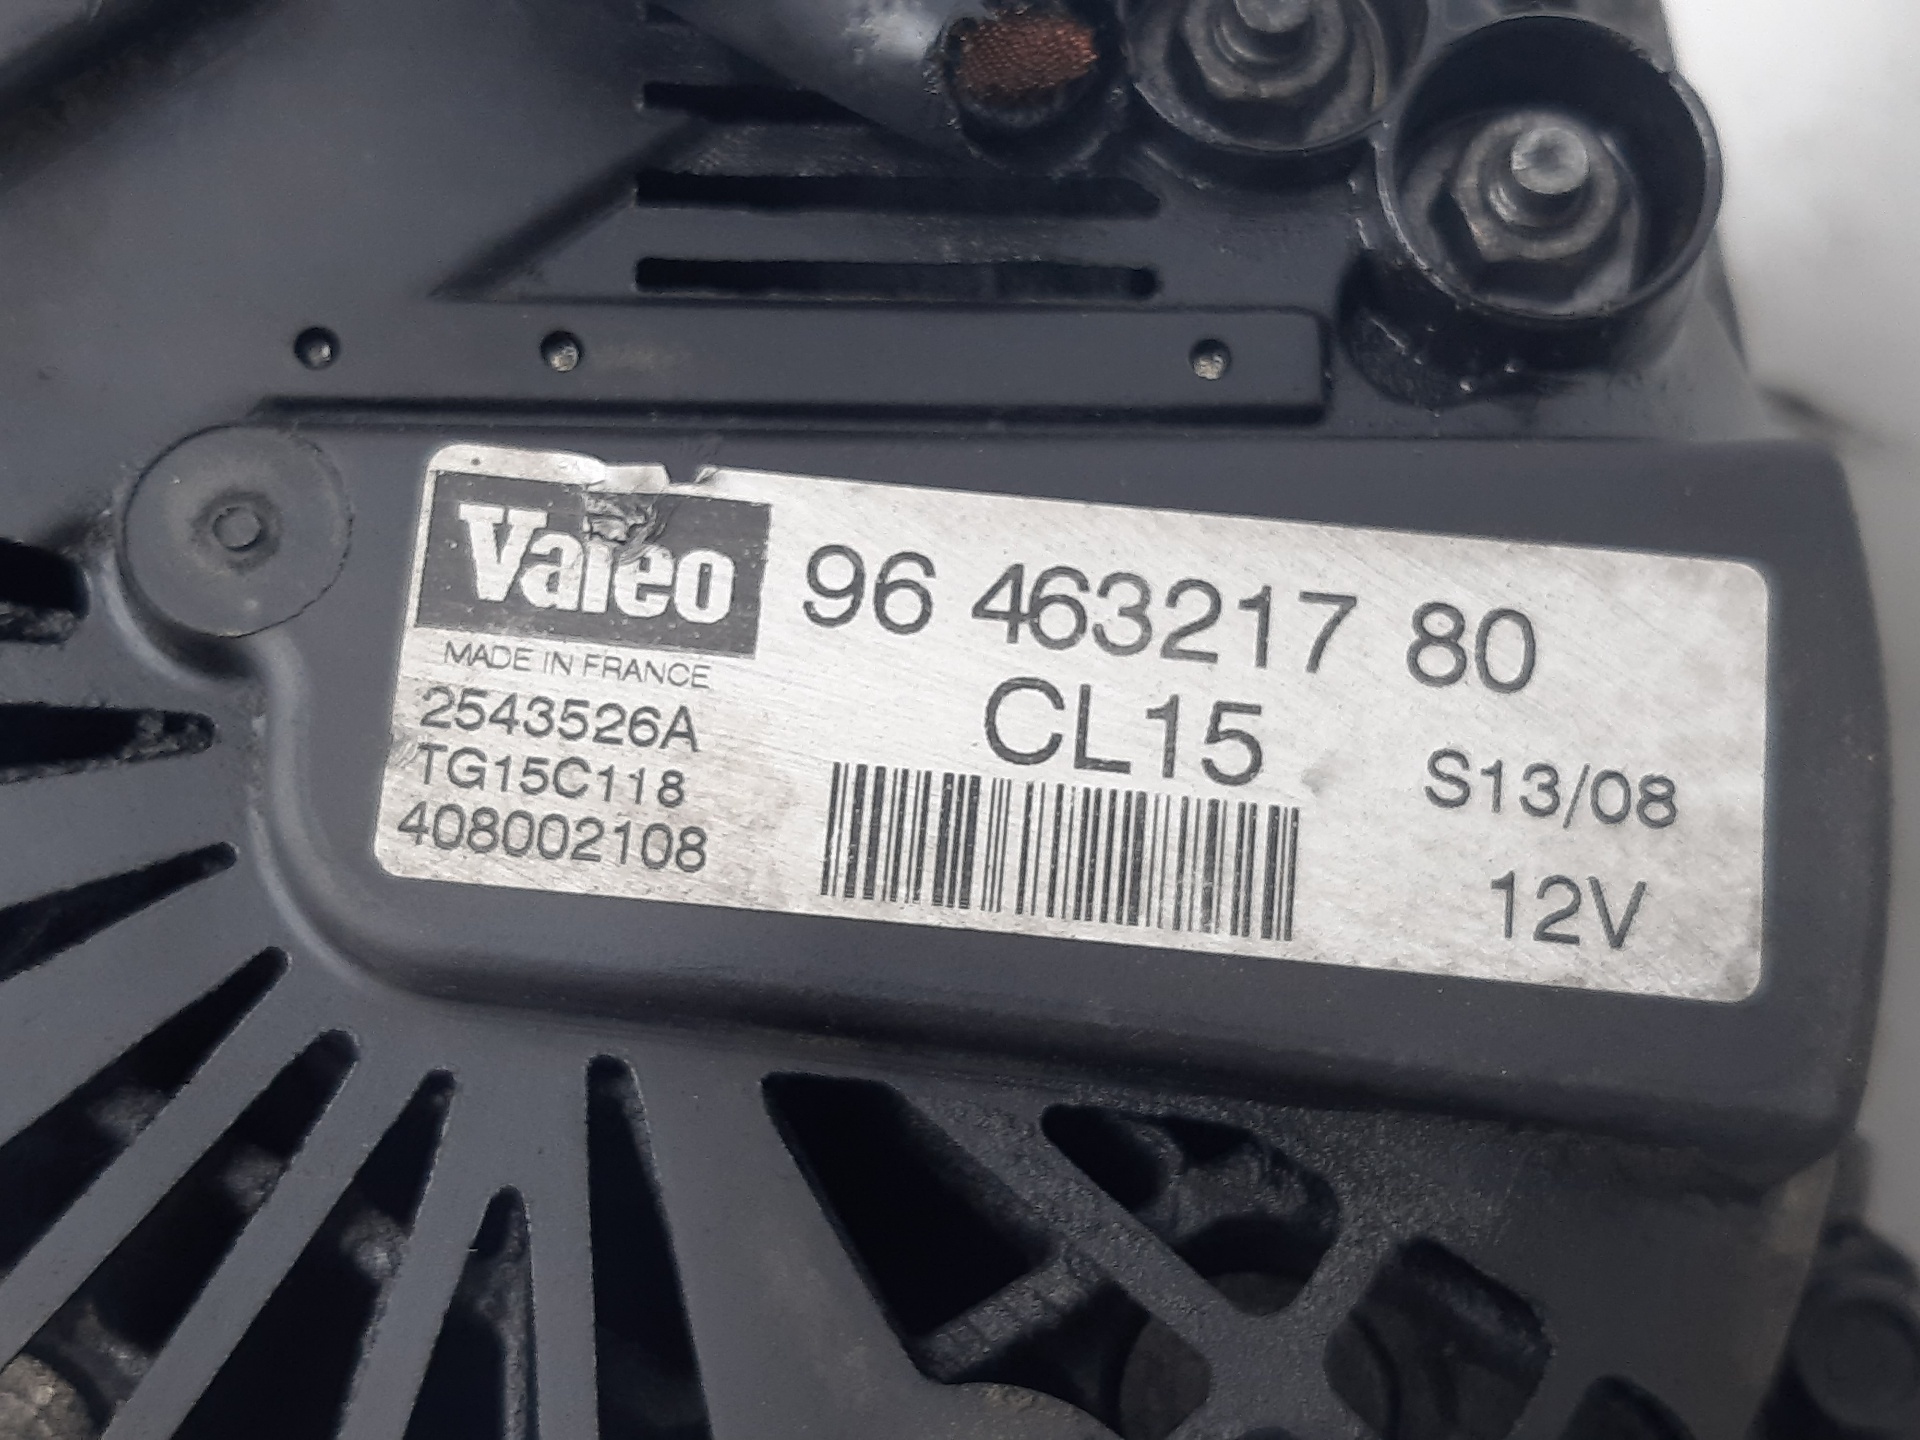 Valeo
MADE IN FRANCE
2543526A
TG15C118
408002108
96 463217 80
CL15
S13/08
12V